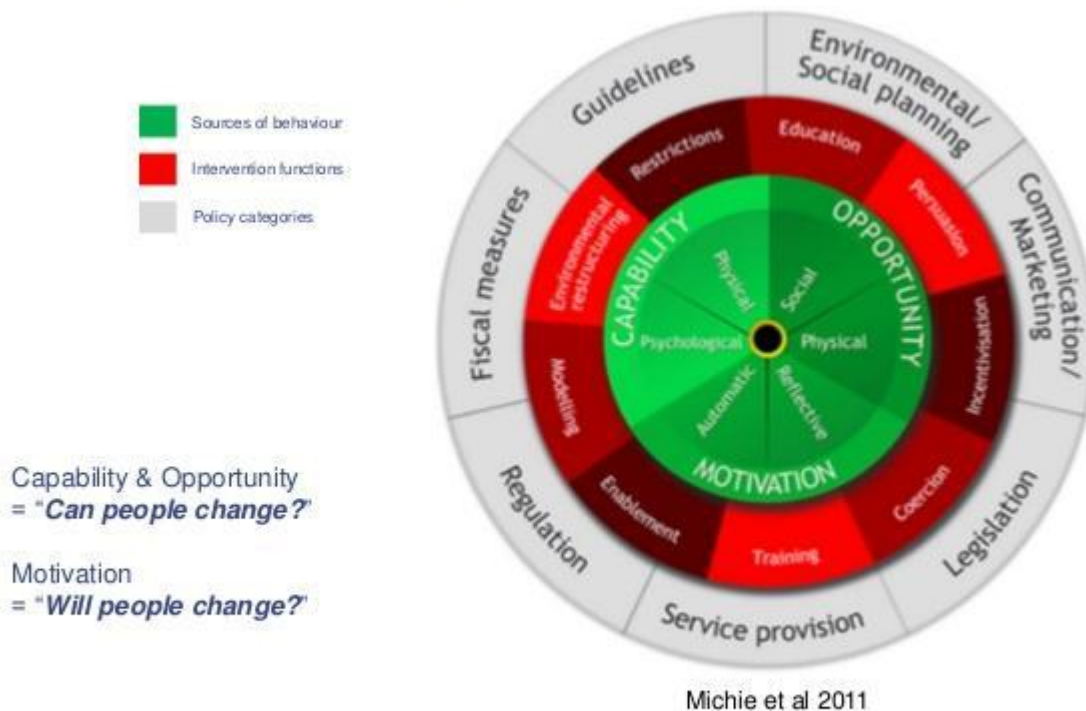 Sources of behaviour
Intervention functions
Policy categories
Capability & Opportunity
= "Can people change?"
Motivation
= "Will people change?"
Guidelines
Environmental/
Social planning
Communication/
Marketing
Legislation
Service provision
Regulation
Fiscal measures
Restrictions
Education
Persuasion
Incentivisation
Coercion
Training
Enablement
Modelling
Environmental
restructuring
CAPABILITY
OPPORTUNITY
MOTIVATION
Physical
Social
Physical
Reflective
Automatic
Psychological
Michie et al 2011